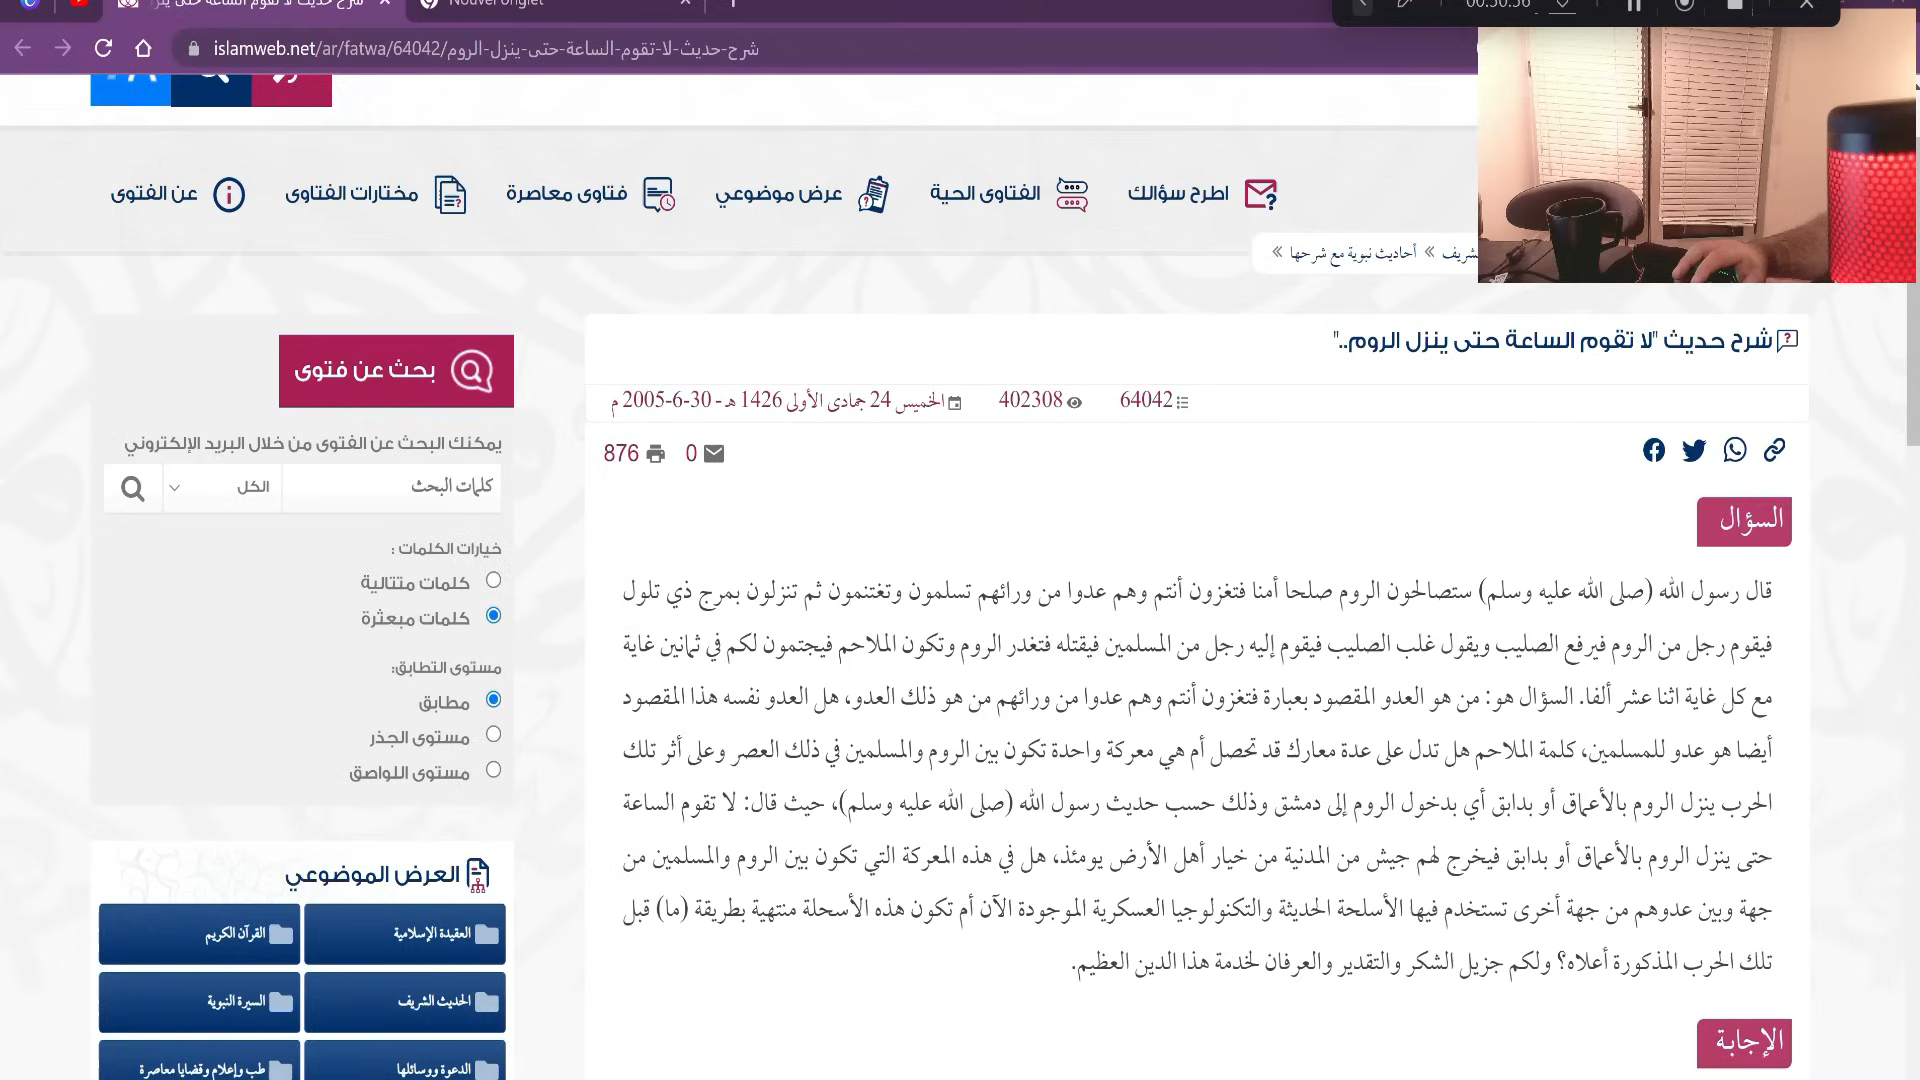 Nouvel onglet
islamweb.net/ar/fatwa/64042/شرح-حديث-لا-تقوم-الساعة-حتى-ينزل-الروم
اطرح سؤالك
الفتاوى الحية
عرض موضوعي
فتاوى معاصرة
مختارات الفتاوى
عن الفتوى
» أحاديث نبوية مع شرحها »
شرح حديث "لا تقوم الساعة حتى ينزل الروم.."
64042
402308
الخميس 24 جمادى الأولى 1426 هـ - 30-6-2005 م
0
876
السؤال
قال رسول الله (صلى الله عليه وسلم) ستصالحون الروم صلحا أمنا فتغزون أنتم وهم عدوا من ورائهم تسلمون وتغتنمون ثم تنزلون بمرج ذي تلول
فيقوم رجل من الروم فيرفع الصليب ويقول غلب الصليب فيقوم إليه رجل من المسلمين فيقتله فتغدر الروم وتكون الملاحم فيجتمون لكم في ثمانين غاية
مع كل غاية اثنا عشر ألفا. السؤال هو: من هو العدو المقصود بعبارة فتغزون أنتم وهم عدوا من ورائهم من هو ذلك العدو، هل العدو نفسه هذا المقصود
أيضا هو عدو للمسلمين، كلمة الملاحم هل تدل على عدة معارك قد تحصل أم هي معركة واحدة تكون بين الروم والمسلمين في ذلك العصر وعلى أثر تلك
الحرب ينزل الروم بالأعماق أو بدابق أي بدخول الروم إلى دمشق وذلك حسب حديث رسول الله (صلى الله عليه وسلم)، حيث قال: لا تقوم الساعة
حتى ينزل الروم بالأعماق أو بدابق فيخرج لهم جيش من المدنية من خيار أهل الأرض يومئذ، هل في هذه المعركة التي تكون بين الروم والمسلمين من
جهة وبين عدوهم من جهة أخرى تستخدم فيها الأسلحة الحديثة والتكنولوجيا العسكرية الموجودة الآن أم تكون هذه الأسلحة منتهية بطريقة (ما) قبل
تلك الحرب المذكورة أعلاه؟ ولكم جزيل الشكر والتقدير والعرفان لخدمة هذا الدين العظيم.
الإجابة
بحث عن فتوى
يمكنك البحث عن الفتوى من خلال البريد الإلكتروني
كلمات البحث
الكل
خيارات الكلمات :
كلمات متتالية
كلمات مبعثرة
مستوى التطابق:
مطابق
مستوى الجذر
مستوى اللواصق
العرض الموضوعي
العقيدة الإسلامية
القرآن الكريم
الحديث الشريف
السيرة النبوية
الدعوة ووسائلها
طب وإعلام وقضايا معاصرة